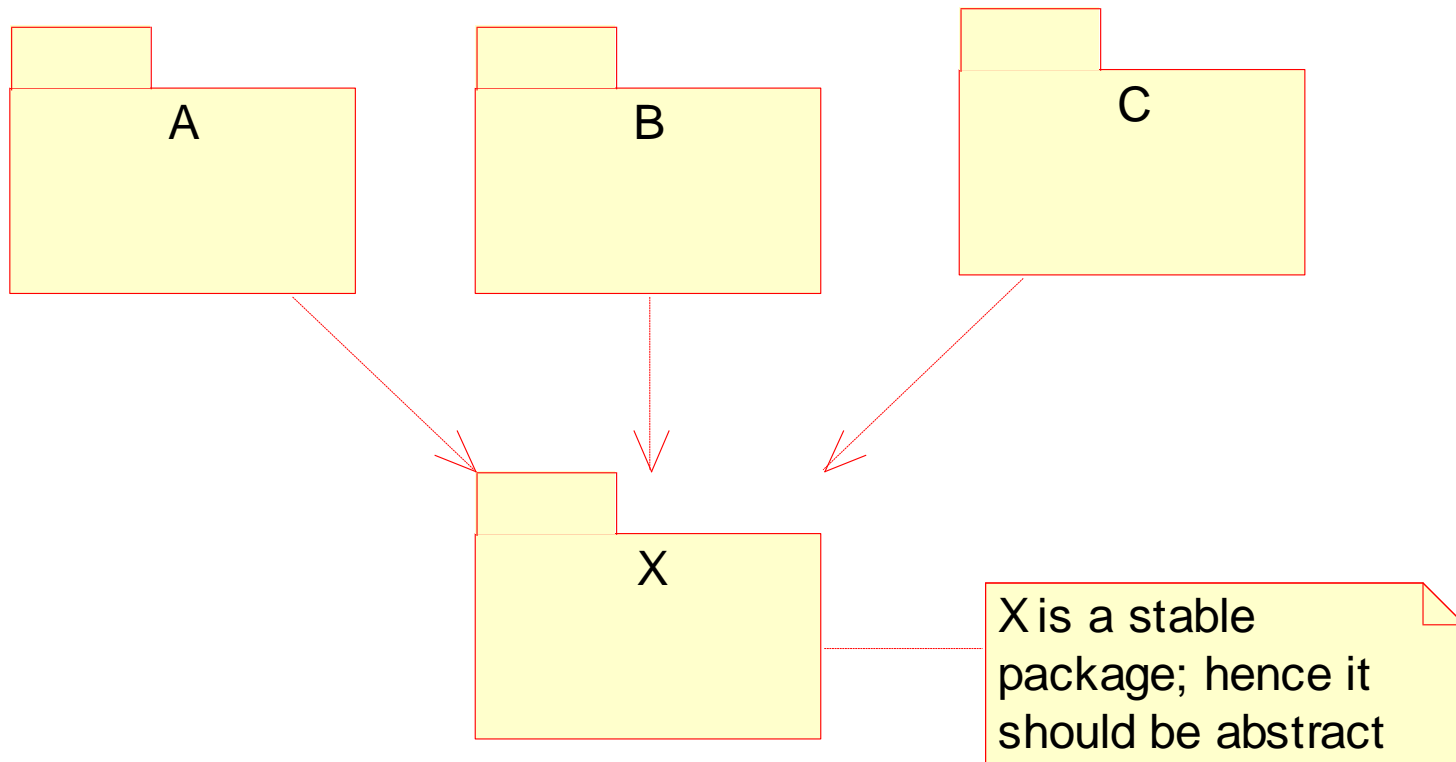 A
B
C
X
X is a stable
package; hence it
should be abstract